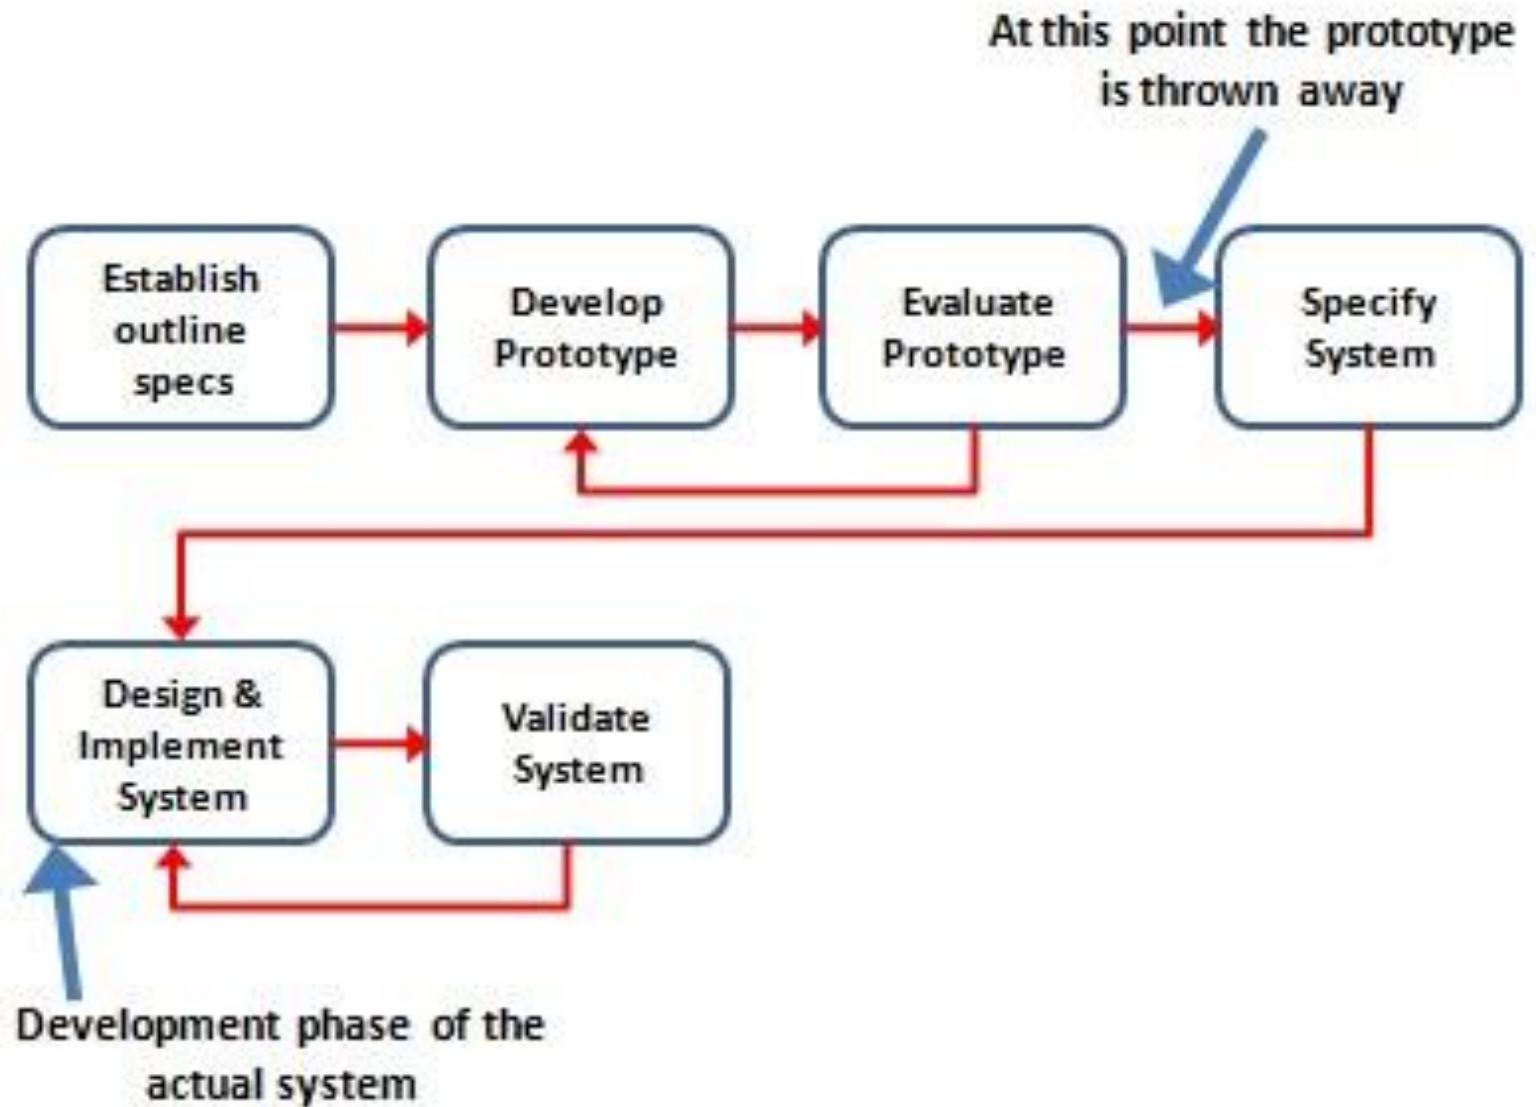 At this point the prototype
is thrown away
Establish
outline
specs
Develop
Prototype
Evaluate
Prototype
Specify
System
Design &
Implement
System
Validate
System
Development phase of the
actual system